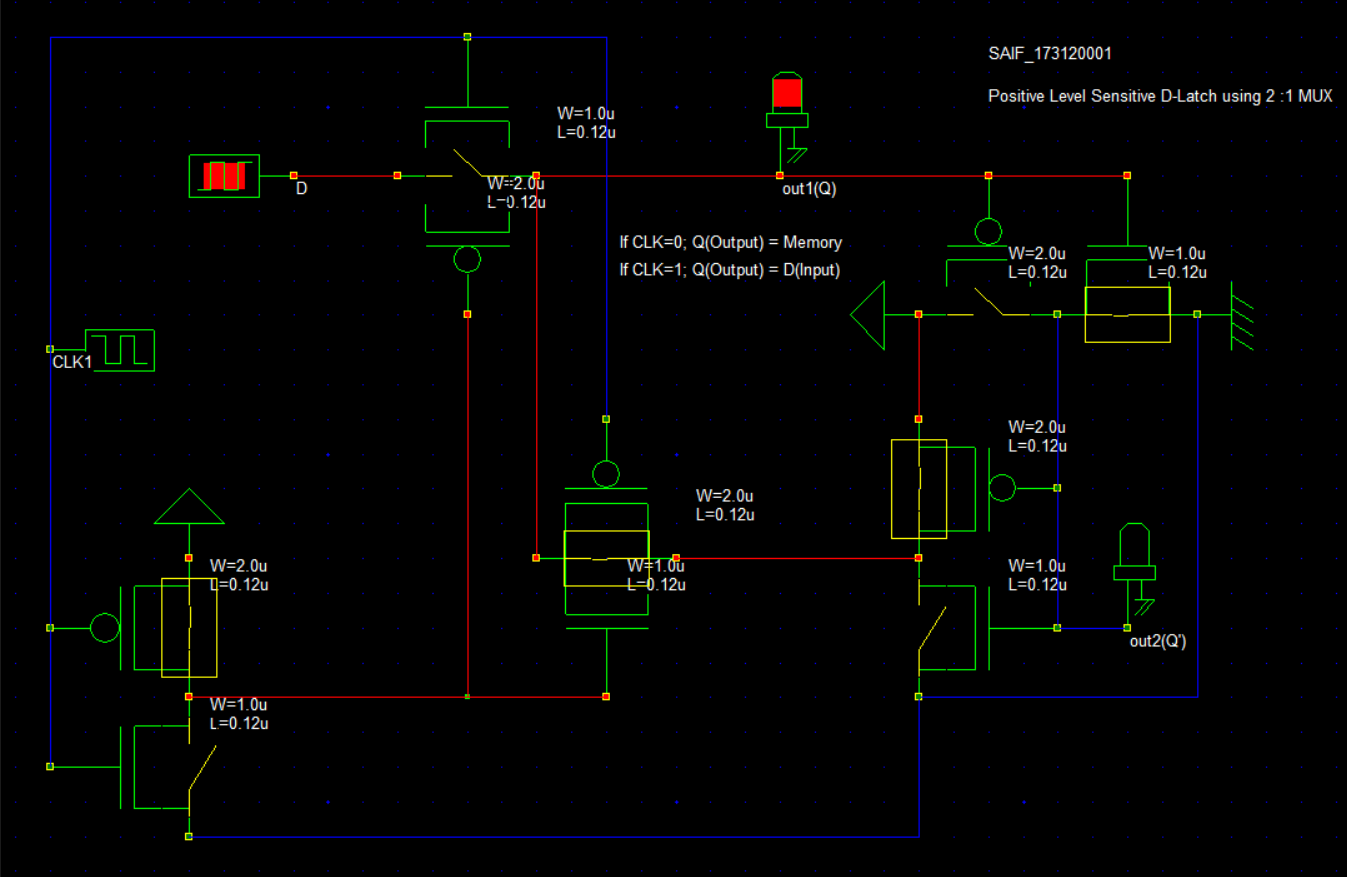 SAIF_173120001
Positive Level Sensitive D-Latch using 2 :1 MUX
W=1.0u
L=0.12u
D
W=2.0u
L=0.12u
out1(Q)
If CLK=0; Q(Output) = Memory
If CLK=1; Q(Output) = D(Input)
W=2.0u
L=0.12u
W=1.0u
L=0.12u
CLK1
W=2.0u
L=0.12u
W=2.0u
L=0.12u
W=2.0u
L=0.12u
W=1.0u
L=0.12u
W=1.0u
L=0.12u
out2(Q')
W=1.0u
L=0.12u